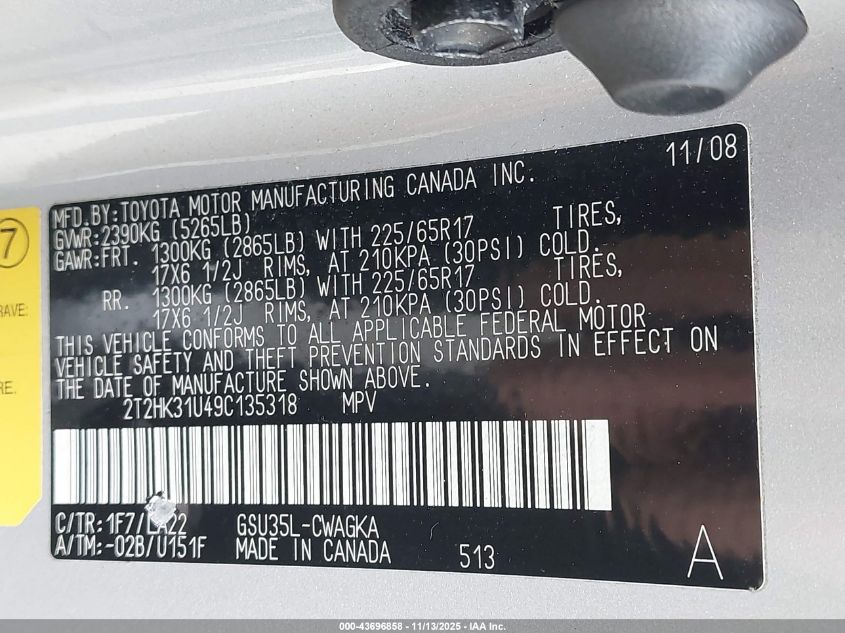 11/08
MFD.BY:TOYOTA MOTOR MANUFACTURING CANADA INC.
GVWR:2390KG (5265LB)
GAWR:FRT. 1300KG (2865LB) WITH 225/65R17 TIRES,
17X6 1/2J RIMS, AT 210KPA (30PSI) COLD.
RR. 1300KG (2865LB) WITH 225/65R17 TIRES,
17X6 1/2J RIMS, AT 210KPA (30PSI) COLD.
THIS VEHICLE CONFORMS TO ALL APPLICABLE FEDERAL MOTOR
VEHICLE SAFETY AND THEFT PREVENTION STANDARDS IN EFFECT ON
THE DATE OF MANUFACTURE SHOWN ABOVE.
2T2HK31U49C135318 MPV
C/TR:1F7/LA22 GSU35L-CWAGKA
A/TM:-02B/U151F MADE IN CANADA 513
A
7
RAVE:
RE.
000-43696858 - 11/13/2025 - IAA Inc.